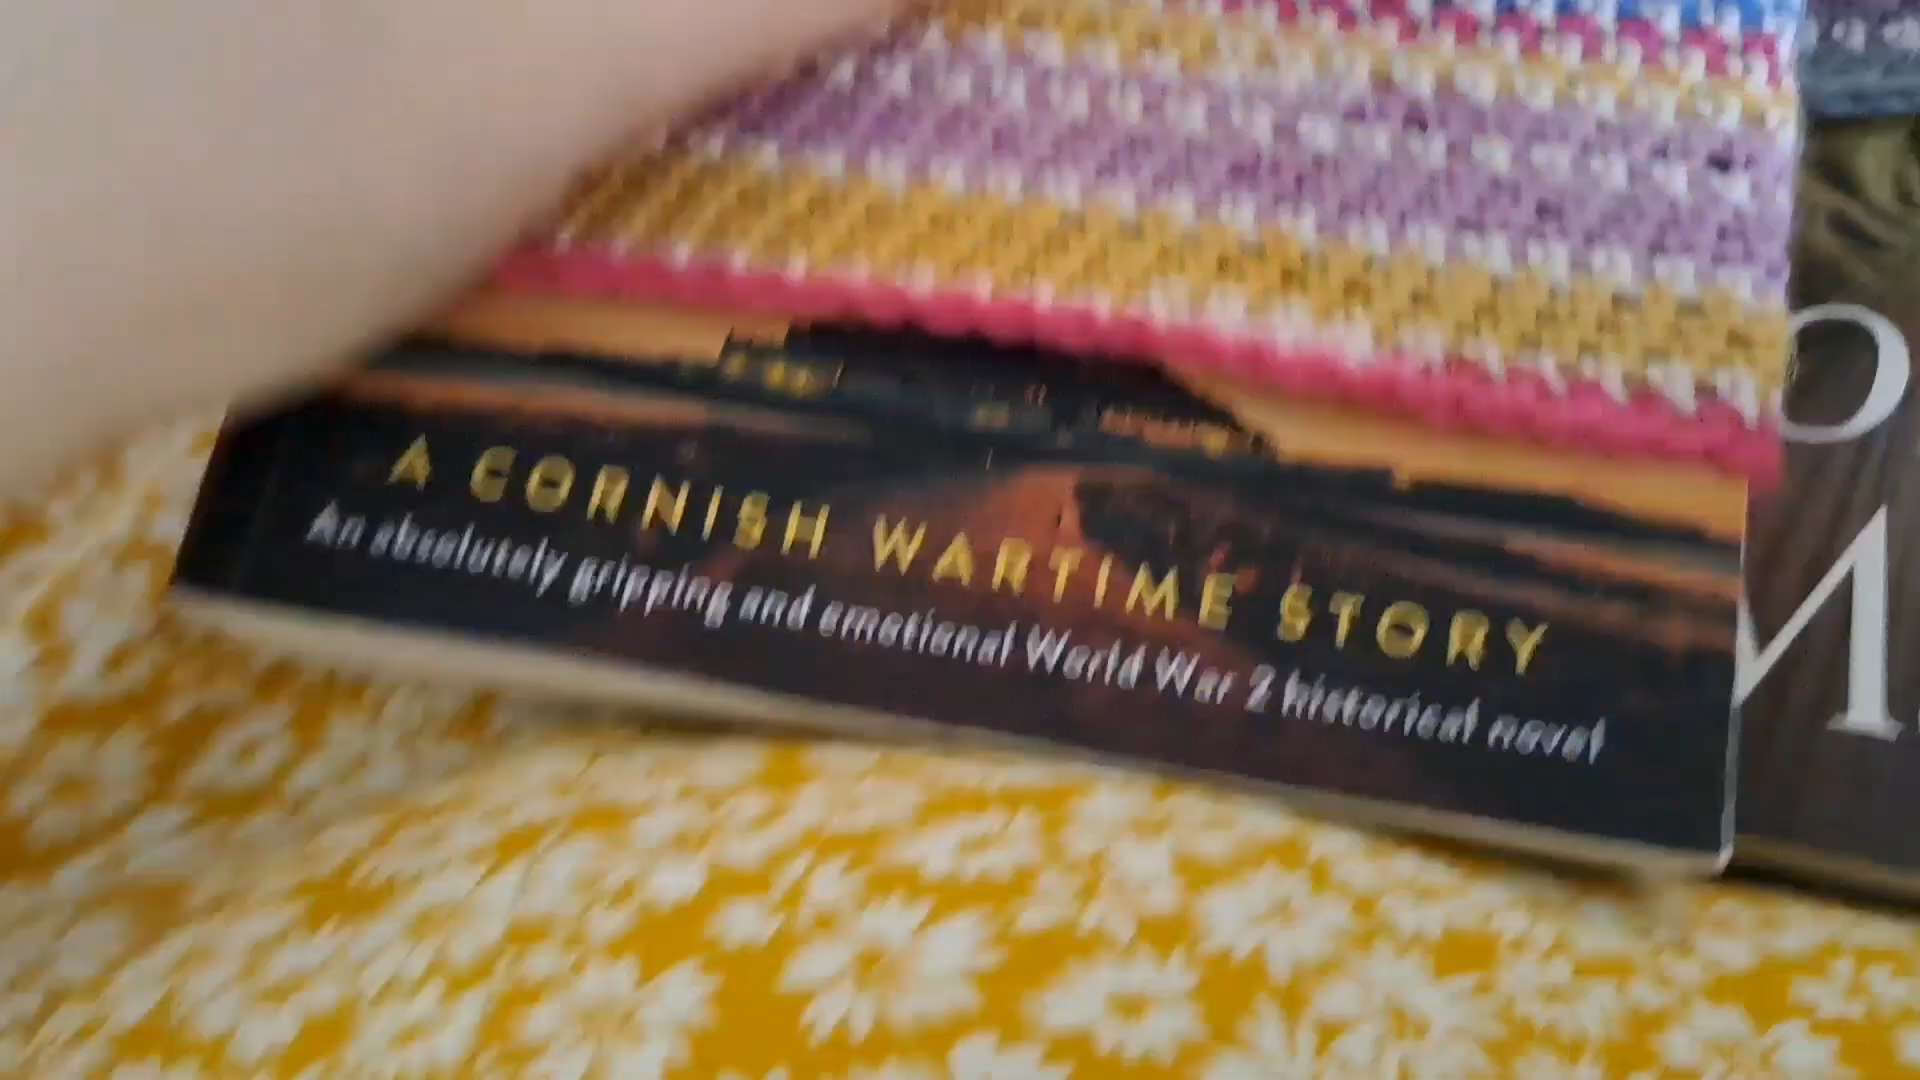 A CORNISH WARTIME STORY
An absolutely gripping and emotional World War 2 historical novel